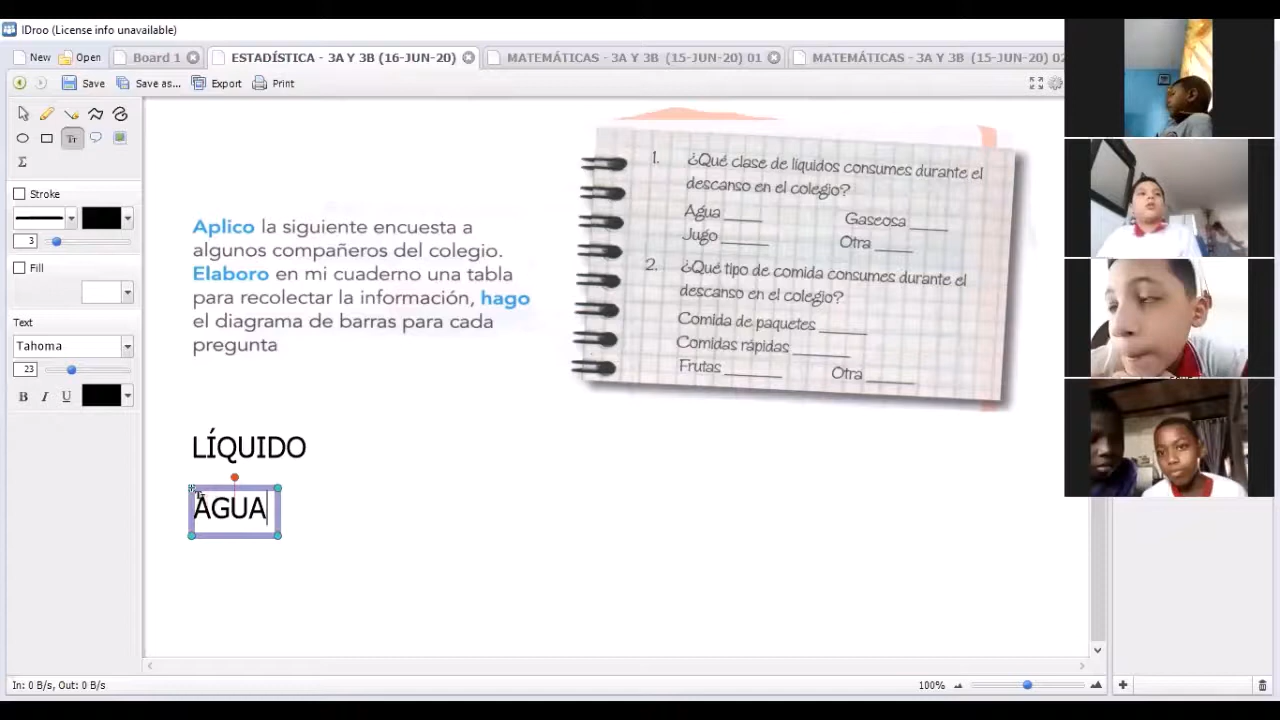 IDroo (License info unavailable)
New Open Board 1 ESTADÍSTICA - 3A Y 3B (16-JUN-20) MATEMÁTICAS - 3A Y 3B (15-JUN-20) 01 MATEMÁTICAS - 3A Y 3B (15-JUN-20) 02
Save Save as... Export Print
Stroke
3
Fill
Text
Tahoma
23
B I U
Aplico la siguiente encuesta a
algunos compañeros del colegio.
Elaboro en mi cuaderno una tabla
para recolectar la información, hago
el diagrama de barras para cada
pregunta
1. ¿Qué clase de líquidos consumes durante el
descanso en el colegio?
Agua ____ Gaseosa ____
Jugo _____ Otra ____
2. ¿Qué tipo de comida consumes durante el
descanso en el colegio?
Comida de paquetes _____
Comidas rápidas ______
Frutas ______ Otra _____
LÍQUIDO
AGUA
In: 0 B/s, Out: 0 B/s
100%